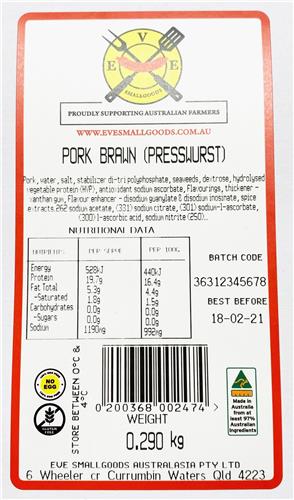 V
E E
SMALLGOODS
PROUDLY SUPPORTING AUSTRALIAN FARMERS
WWW.EVESMALLGOODS.COM.AU
PORK BRAWN (PRESSWURST)
Pork, water, salt, stabilizer di-tri polyphosphate, seaweeds, dextrose, hydrolysed
vegetable protein (HVP), antioxidant sodium ascorbate, Flavourings, thickener -
xanthan gum, Flavour enhancer - disodium guanylate & disodium inosinate, spice
extracts.262 sodium acetate, (331) sodium citrate, (301) sodium-l-ascorbate,
(300) l-ascorbic acid, sodium nitrite (250)..
NUTRITIONAL DATA
NUTRIENTS PER SERVE PER 100G
Energy 528kJ 440kJ
Protein 19.7g 16.4g
Fat Total 5.3g 4.4g
-Saturated 1.8g 1.5g
Carbohydrates 0.0g 0.0g
-Sugars 0.0g 0.0g
Sodium 1190mg 992mg
BATCH CODE
36312345678
BEST BEFORE
18-02-21
NO
EGG
GLUTEN
FREE
STORE BETWEEN 0°C &
4°C
0 200368 002474 >
WEIGHT
0.290 kg
Made in
Australia
from at
least 97%
Australian
ingredients
EVE SMALLGOODS AUSTRALASIA PTY LTD
6 Wheeler cr Currumbin Waters Qld 4223